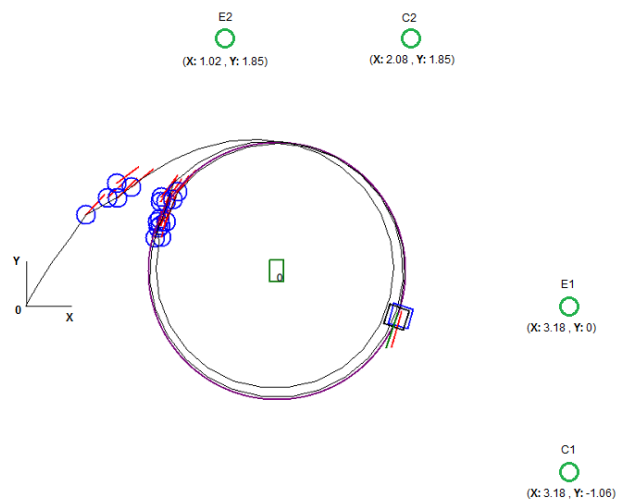 E2
C2
(X: 1.02 , Y: 1.85)
(X: 2.08 , Y: 1.85)
Y
0
0
X
E1
(X: 3.18 , Y: 0)
C1
(X: 3.18 , Y: -1.06)